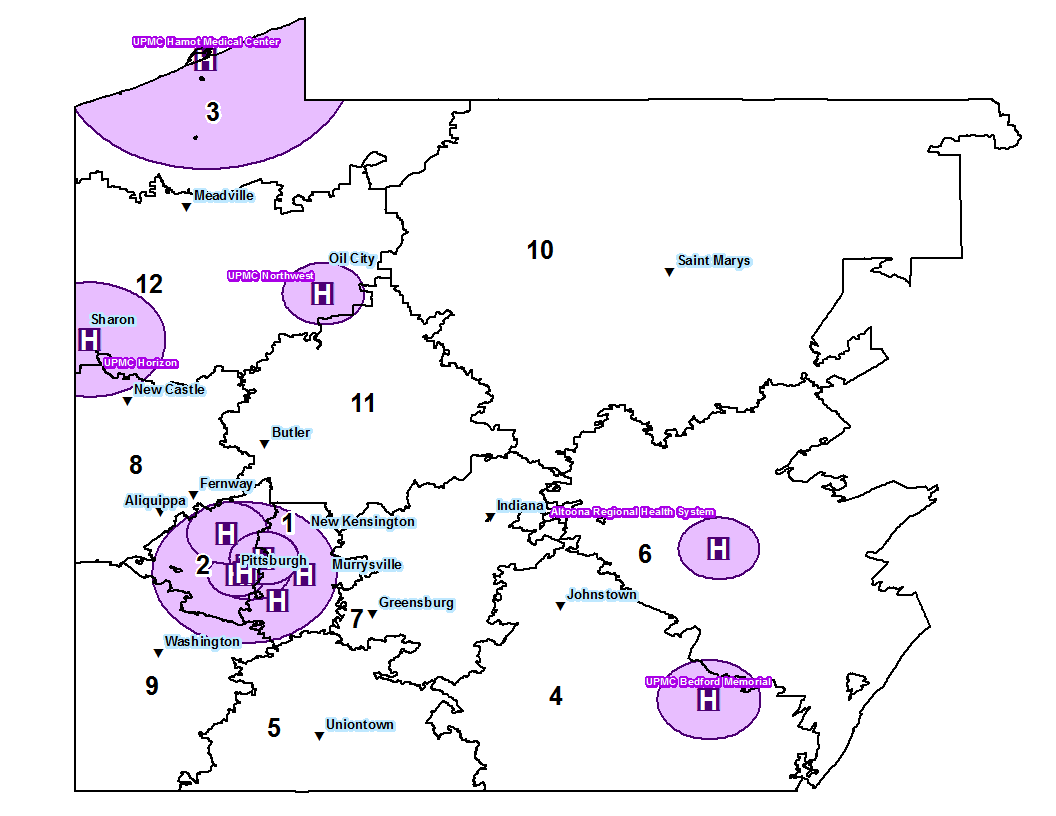 UPMC Hamot Medical Center
H
3
Meadville
10
Oil City
Saint Marys
UPMC Northwest
12
H
Sharon
H
UPMC Horizon
New Castle
11
Butler
8
Fernway
Aliquippa
Indiana
Altoona Regional Health System
1
New Kensington
H
H
6
2
Pittsburgh
Murrysville
H
H
H
Johnstown
Greensburg
7
Washington
UPMC Bedford Memorial
9
4
H
5
Uniontown